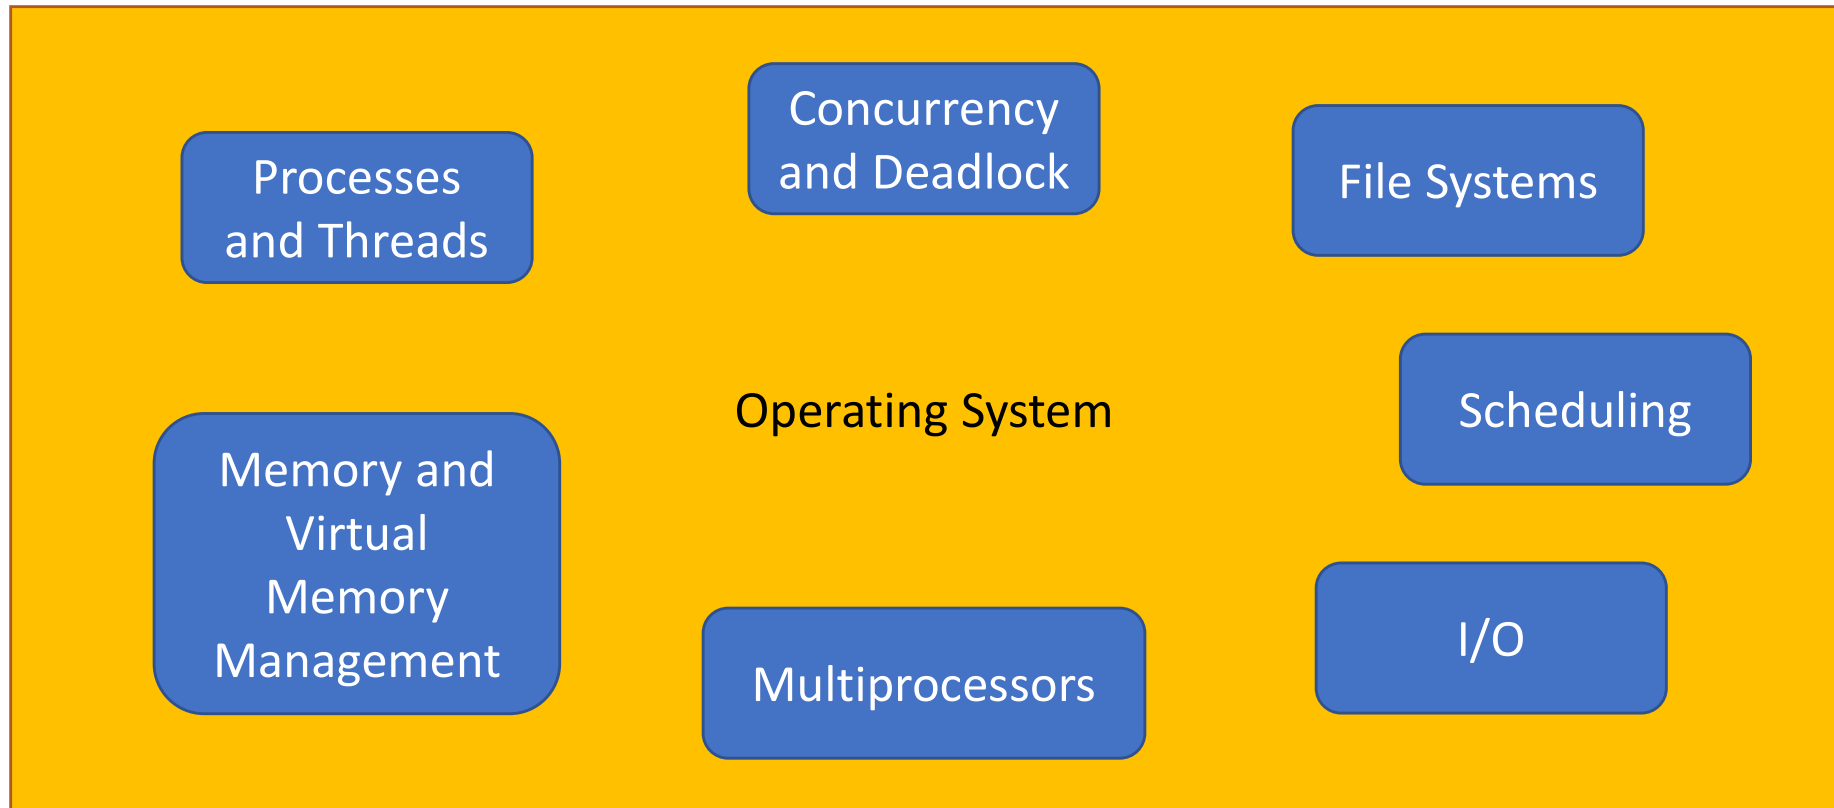 Concurrency
and Deadlock
Processes
and Threads
File Systems
Operating System
Scheduling
Memory and
Virtual
Memory
Management
Multiprocessors
I/O